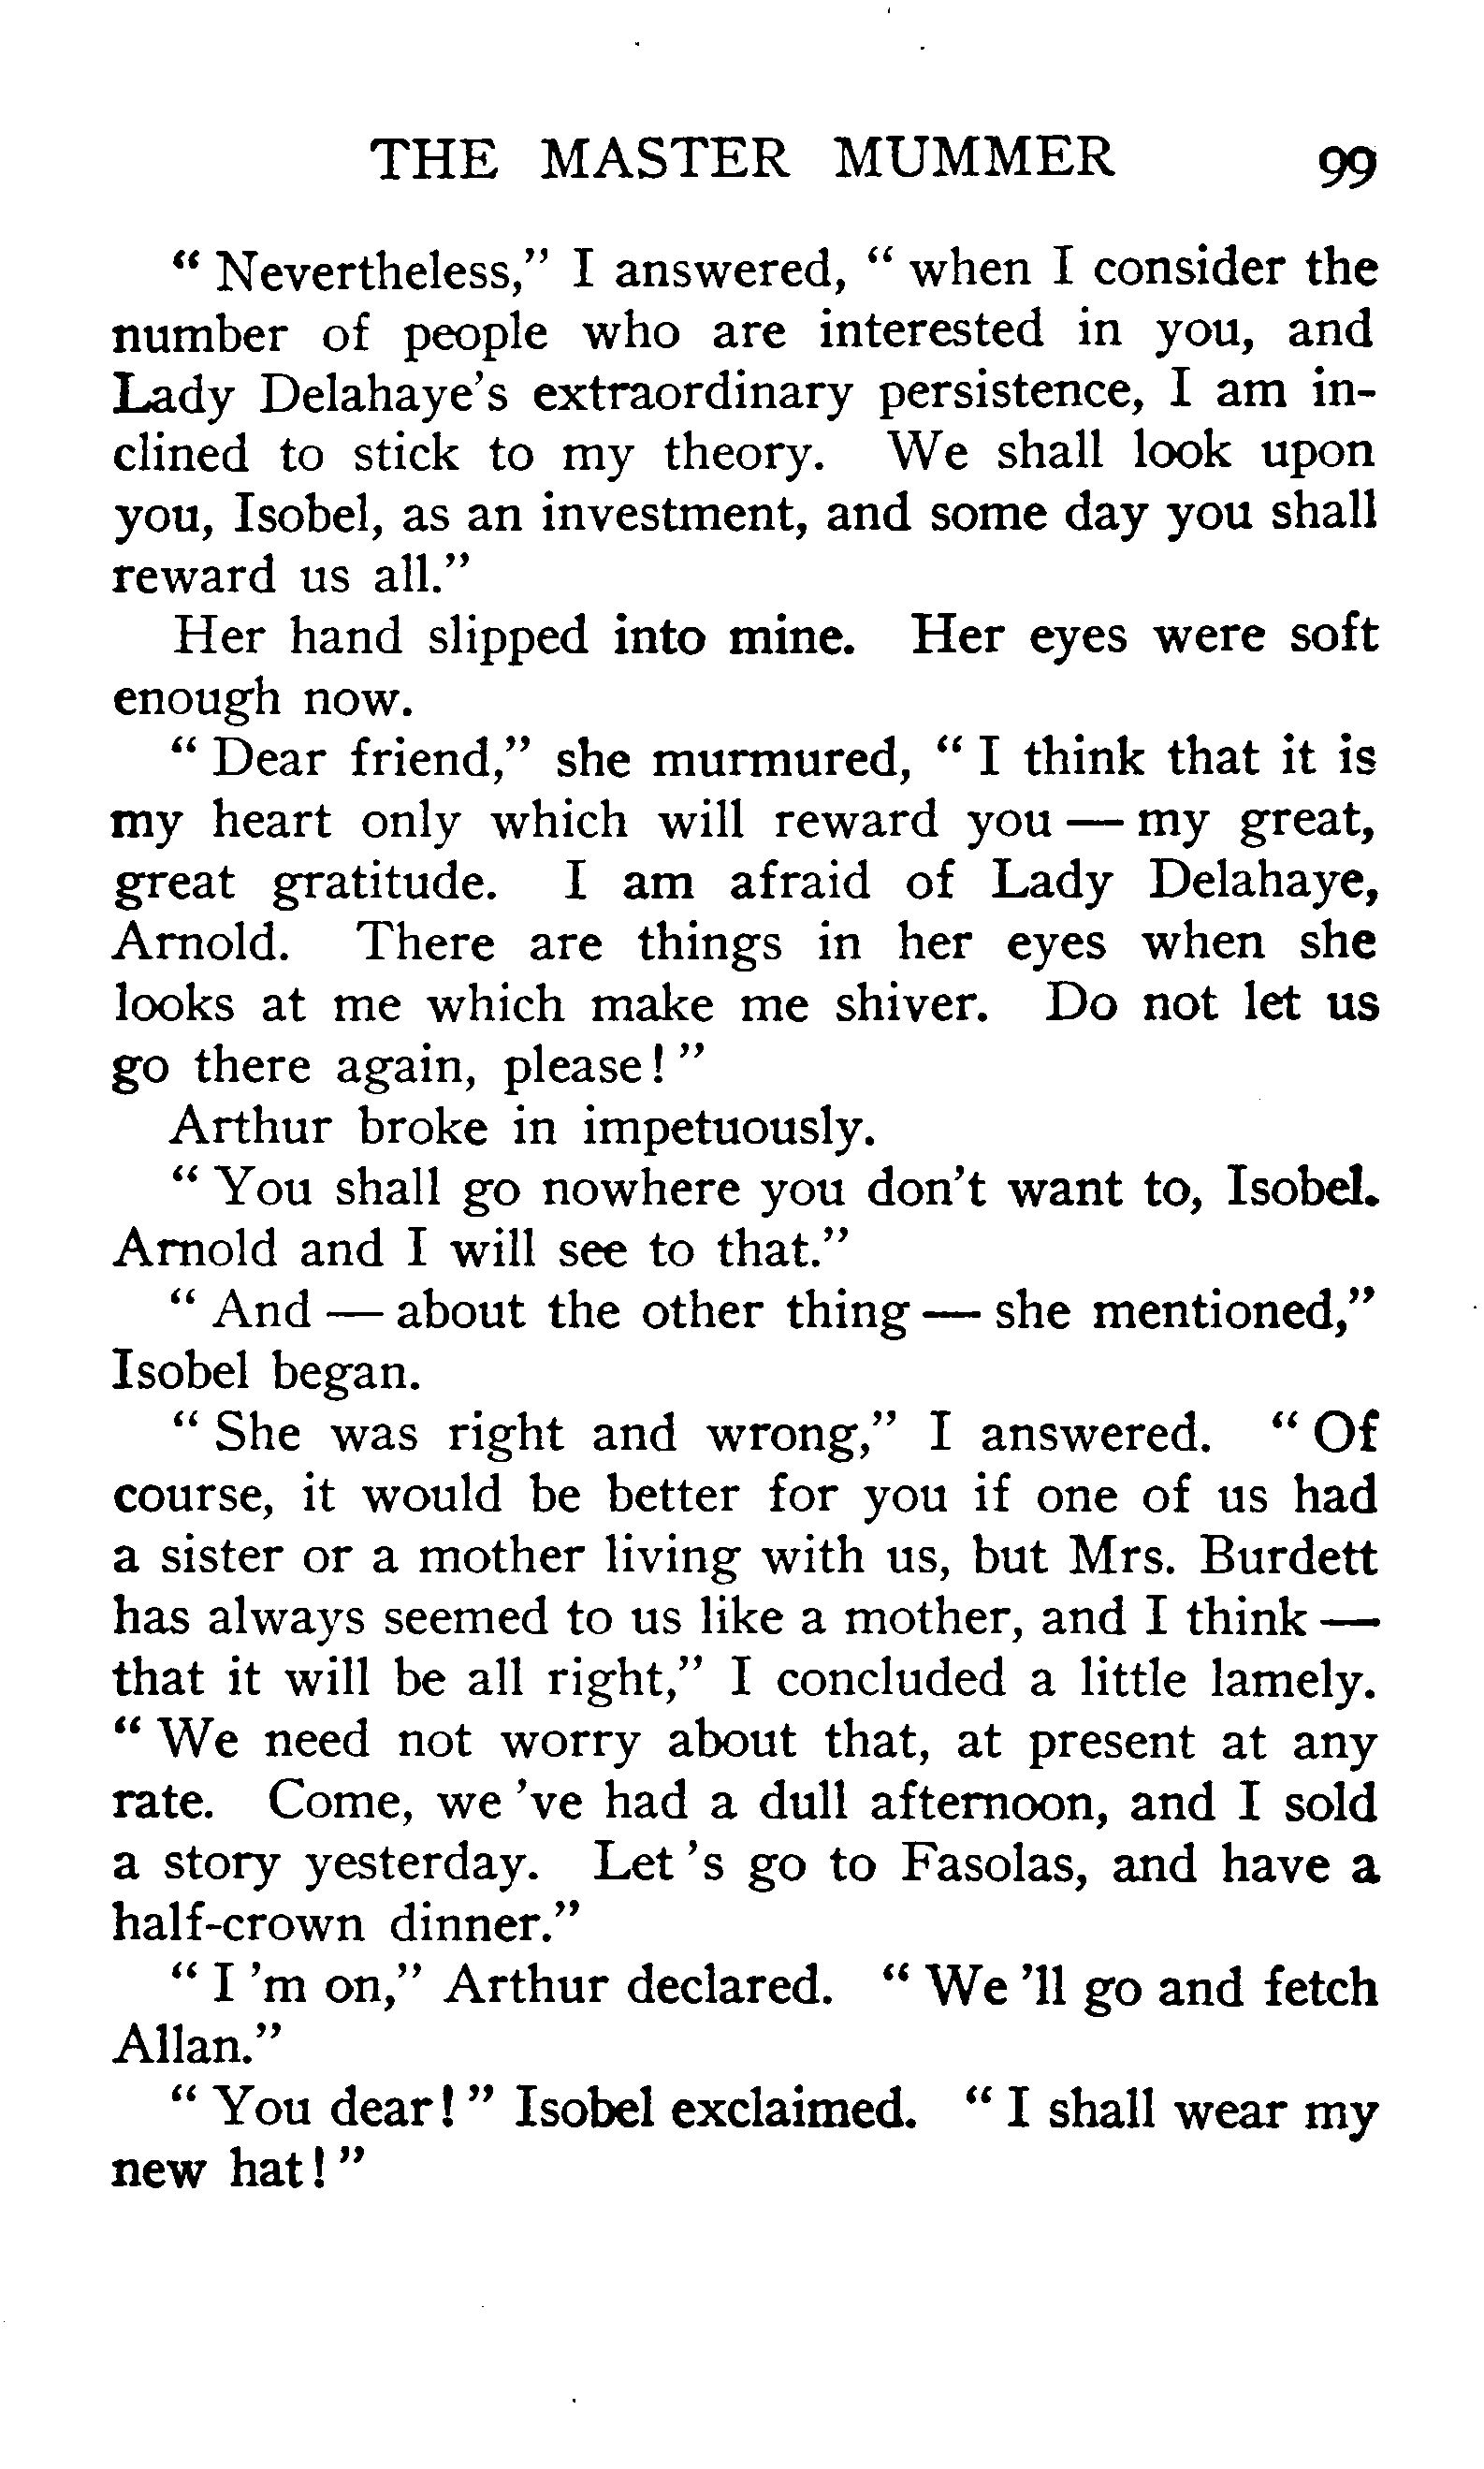 THE MASTER MUMMER 99
" Nevertheless," I answered, " when I consider the
number of people who are interested in you, and
Lady Delahaye's extraordinary persistence, I am in-
clined to stick to my theory. We shall look upon
you, Isobel, as an investment, and some day you shall
reward us all."
Her hand slipped into mine. Her eyes were soft
enough now.
" Dear friend," she murmured, " I think that it is
my heart only which will reward you — my great,
great gratitude. I am afraid of Lady Delahaye,
Arnold. There are things in her eyes when she
looks at me which make me shiver. Do not let us
go there again, please! "
Arthur broke in impetuously.
" You shall go nowhere you don't want to, Isobel.
Arnold and I will see to that."
" And — about the other thing — she mentioned,"
Isobel began.
" She was right and wrong," I answered. " Of
course, it would be better for you if one of us had
a sister or a mother living with us, but Mrs. Burdett
has always seemed to us like a mother, and I think —
that it will be all right," I concluded a little lamely.
" We need not worry about that, at present at any
rate. Come, we 've had a dull afternoon, and I sold
a story yesterday. Let 's go to Fasolas, and have a
half-crown dinner."
" I 'm on," Arthur declared. " We 'll go and fetch
Allan."
" You dear! " Isobel exclaimed. " I shall wear my
new hat! "